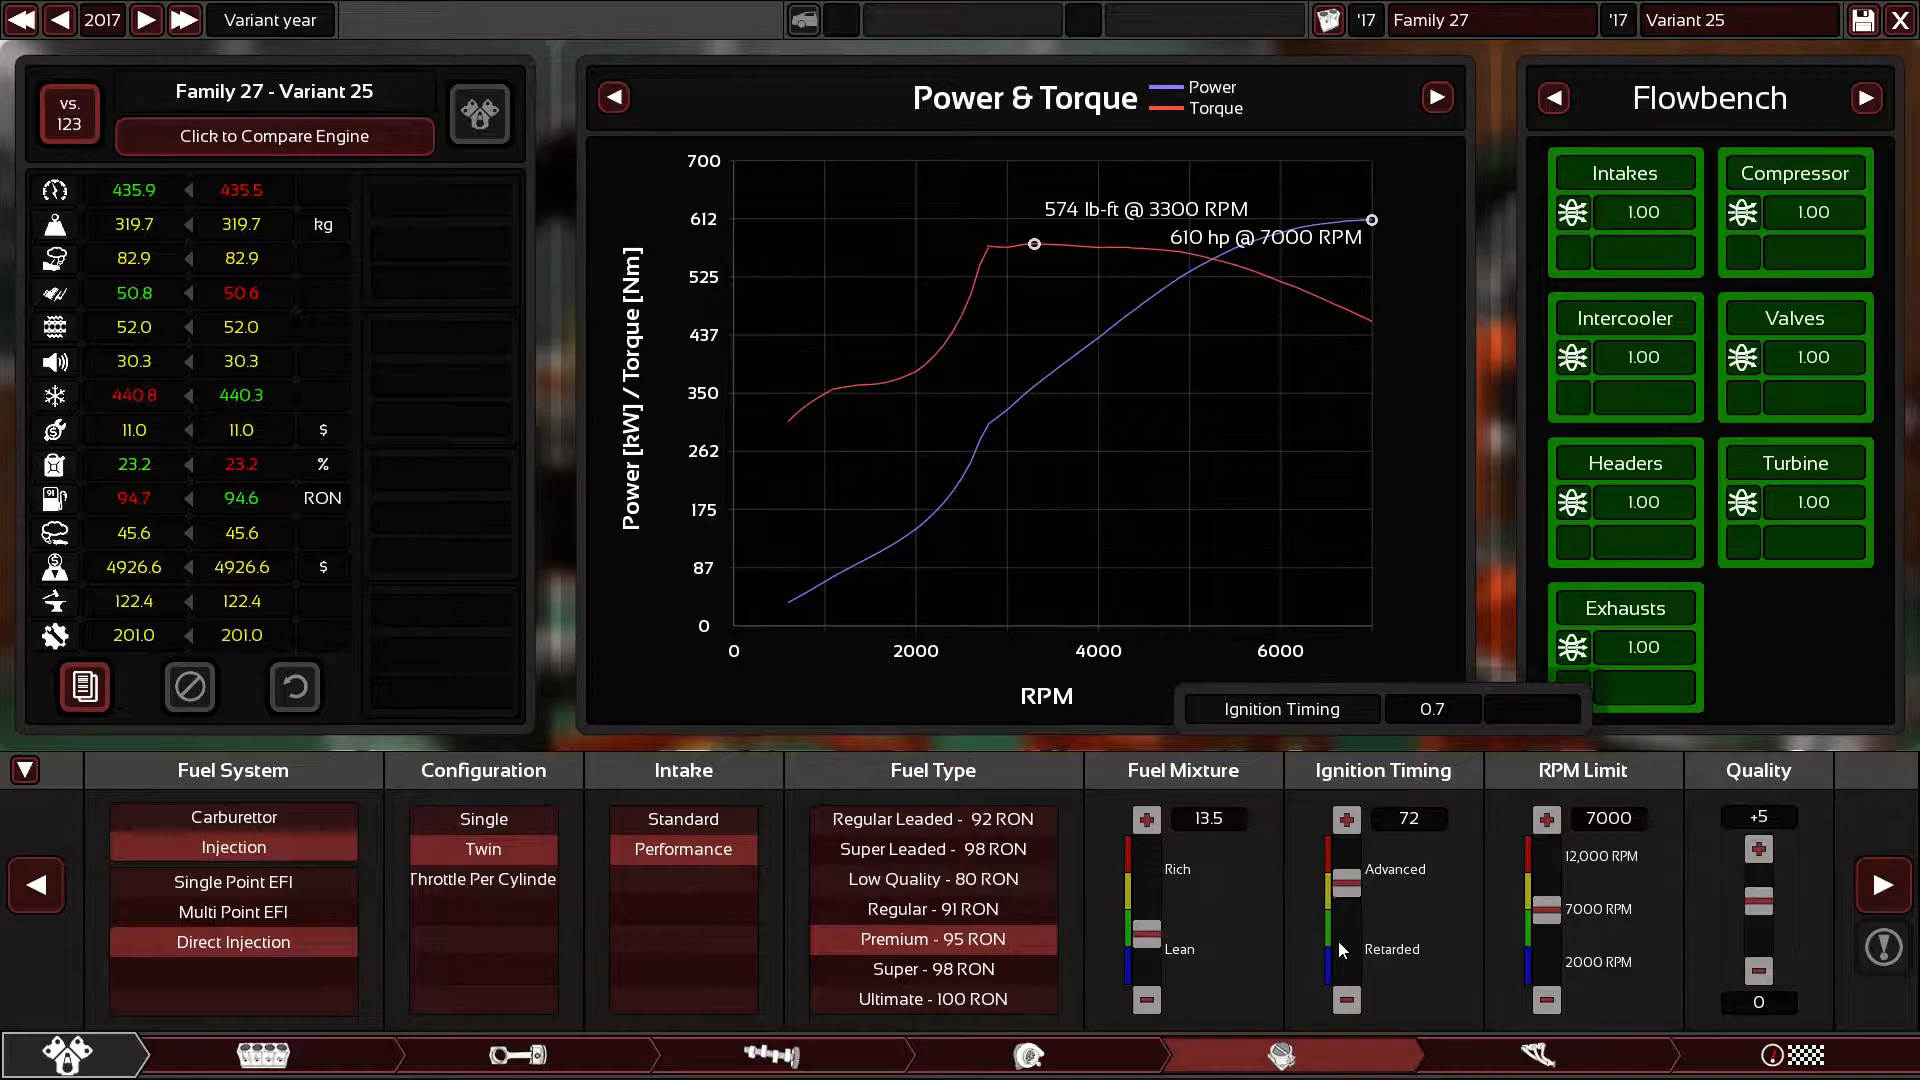 2017
Variant year
'17
Family 27
'17
Variant 25
X
vs.
123
Family 27 - Variant 25
Click to Compare Engine
435.9 435.5
319.7 319.7 kg
82.9 82.9
50.8 50.6
52.0 52.0
30.3 30.3
440.8 440.3
11.0 11.0 $
23.2 23.2 %
94.7 94.6 RON
45.6 45.6
4926.6 4926.6 $
122.4 122.4
201.0 201.0
Power & Torque
Power
Torque
Power [kW] / Torque [Nm]
700
612
525
437
350
262
175
87
0
574 lb-ft @ 3300 RPM
610 hp @ 7000 RPM
0 2000 4000 6000
RPM
Ignition Timing 0.7
Flowbench
Intakes
1.00
Compressor
1.00
Intercooler
1.00
Valves
1.00
Headers
1.00
Turbine
1.00
Exhausts
1.00
Fuel System
Carburettor
Injection
Single Point EFI
Multi Point EFI
Direct Injection
Configuration
Single
Twin
Throttle Per Cylinde
Intake
Standard
Performance
Fuel Type
Regular Leaded - 92 RON
Super Leaded - 98 RON
Low Quality - 80 RON
Regular - 91 RON
Premium - 95 RON
Super - 98 RON
Ultimate - 100 RON
Fuel Mixture
13.5
Rich
Lean
Ignition Timing
72
Advanced
Retarded
RPM Limit
7000
12,000 RPM
7000 RPM
2000 RPM
Quality
+5
0